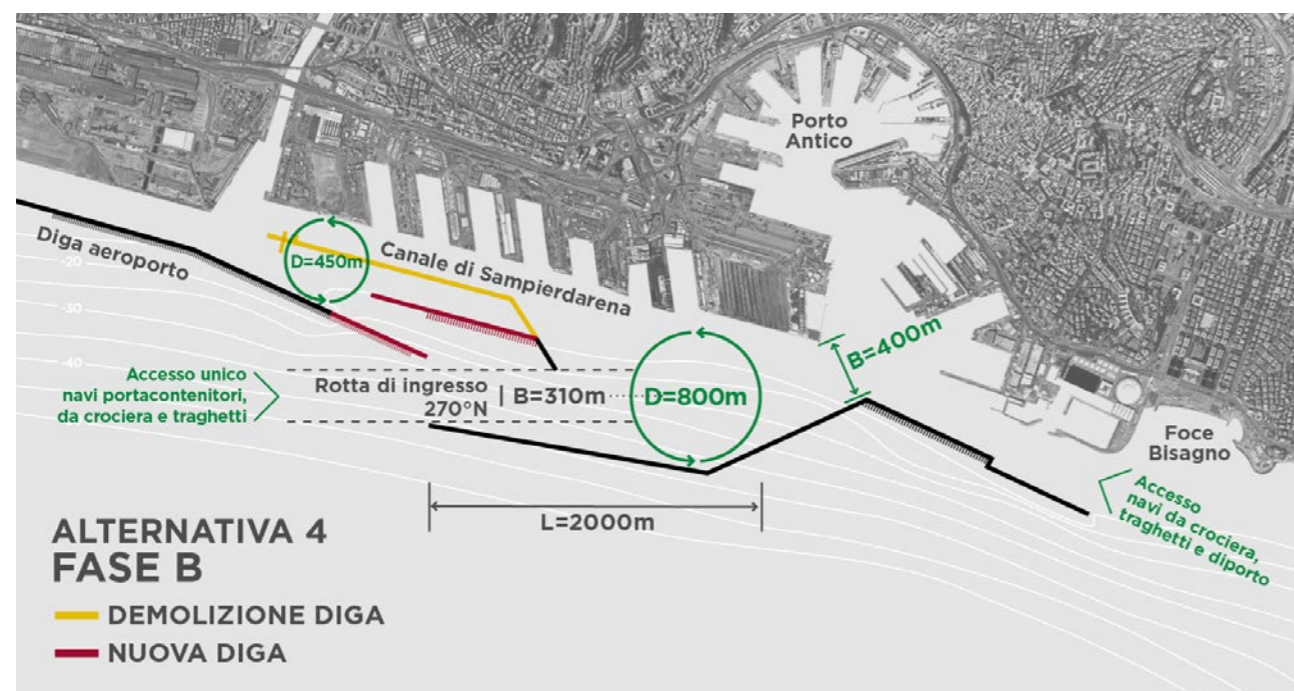 Porto
Antico
Diga aeroporto
D=450m
Canale di Sampierdarena
-20
-30
-40
Accesso unico
navi portacontenitori,
da crociera e traghetti
Rotta di ingresso
270°N
B=310m
D=800m
B=400m
Foce
Bisagno
Accesso
navi da crociera,
traghetti e diporto
L=2000m
ALTERNATIVA 4
FASE B
DEMOLIZIONE DIGA
NUOVA DIGA